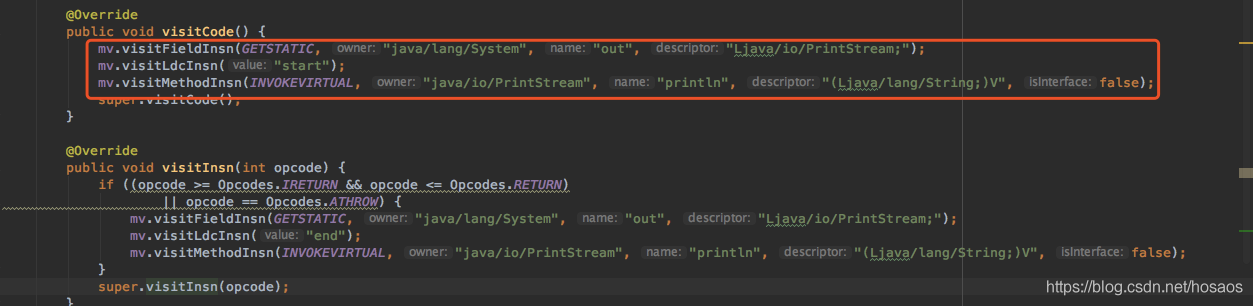 @Override
public void visitCode() {
mv.visitFieldInsn(GETSTATIC, owner: "java/lang/System", name: "out", descriptor: "Ljava/io/PrintStream;");
mv.visitLdcInsn( value: "start");
mv.visitMethodInsn(INVOKEVIRTUAL, owner: "java/io/PrintStream", name: "println", descriptor: "(Ljava/lang/String;)V", isInterface: false);
super.visitCode();
}
@Override
public void visitInsn(int opcode) {
if ((opcode >= Opcodes.IRETURN && opcode <= Opcodes.RETURN)
|| opcode == Opcodes.ATHROW) {
mv.visitFieldInsn(GETSTATIC, owner: "java/lang/System", name: "out", descriptor: "Ljava/io/PrintStream;");
mv.visitLdcInsn( value: "end");
mv.visitMethodInsn(INVOKEVIRTUAL, owner: "java/io/PrintStream", name: "println", descriptor: "(Ljava/lang/String;)V", isInterface: false);
}
super.visitInsn(opcode);
}
https://blog.csdn.net/hosaos